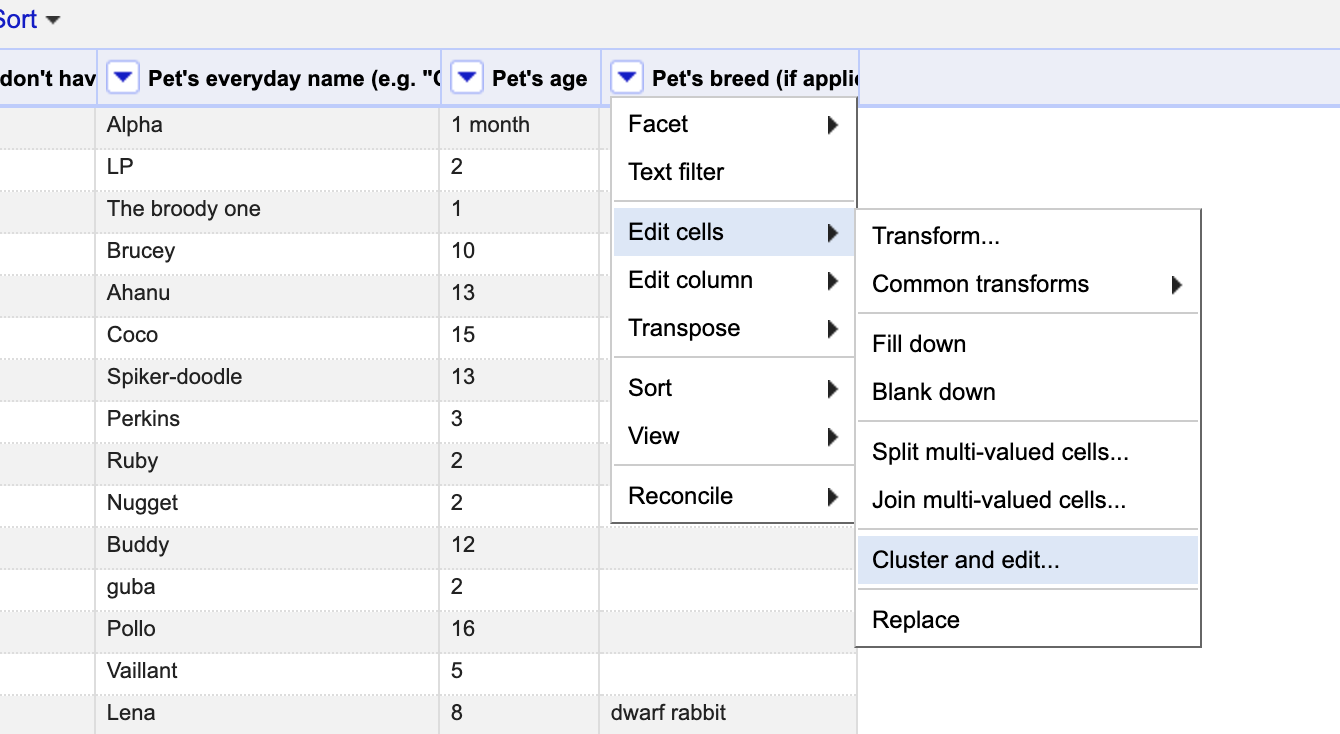 Sort
don't hav Pet's everyday name (e.g. "C Pet's age Pet's breed (if applic
Alpha 1 month
LP 2
The broody one 1
Brucey 10
Ahanu 13
Coco 15
Spiker-doodle 13
Perkins 3
Ruby 2
Nugget 2
Buddy 12
guba 2
Pollo 16
Vaillant 5
Lena 8 dwarf rabbit
Facet
Text filter
Edit cells
Edit column
Transpose
Sort
View
Reconcile
Transform...
Common transforms
Fill down
Blank down
Split multi-valued cells...
Join multi-valued cells...
Cluster and edit...
Replace